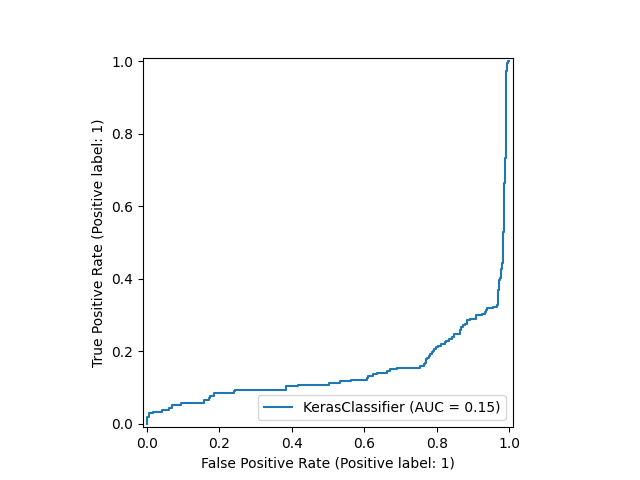 1.0
0.8
0.6
0.4
0.2
0.0
True Positive Rate (Positive label: 1)
KerasClassifier (AUC = 0.15)
0.0 0.2 0.4 0.6 0.8 1.0
False Positive Rate (Positive label: 1)